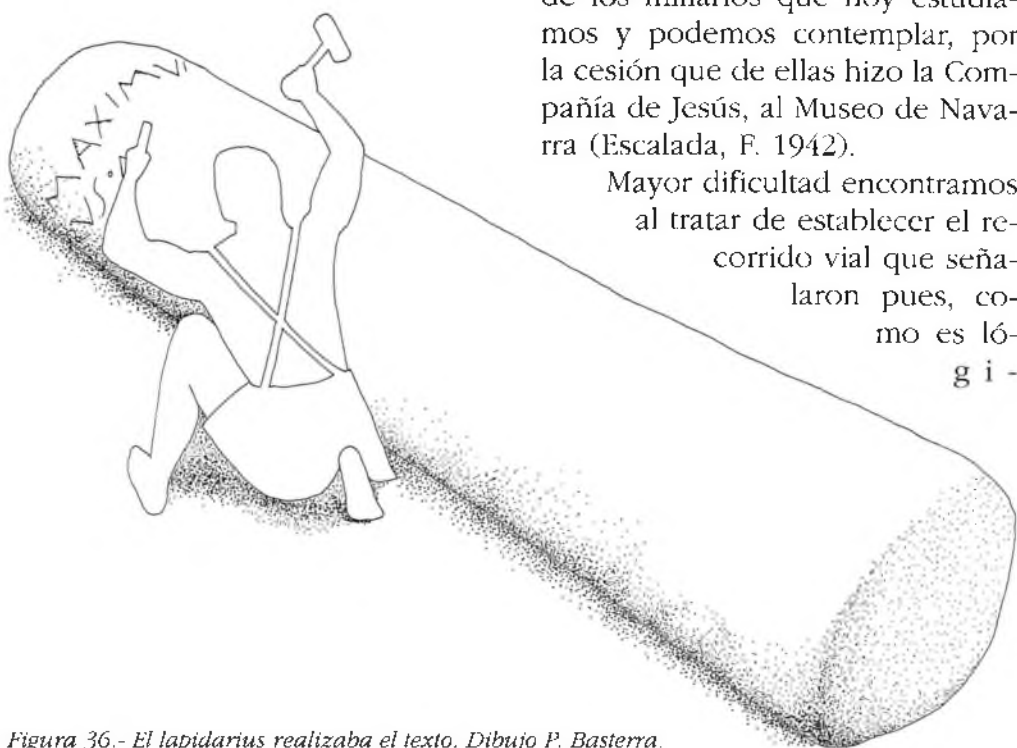 de los miliarios que hoy estudia-
mos y podemos contemplar, por
la cesión que de ellas hizo la Com-
pañía de Jesús, al Museo de Nava-
rra (Escalada, F. 1942).
Mayor dificultad encontramos
al tratar de establecer el re-
corrido vial que seña-
laron pues, co-
mo es ló-
g i -
MAXIMV
S.
Figura 36.- El lapidarius realizaba el texto. Dibujo P. Basterra.